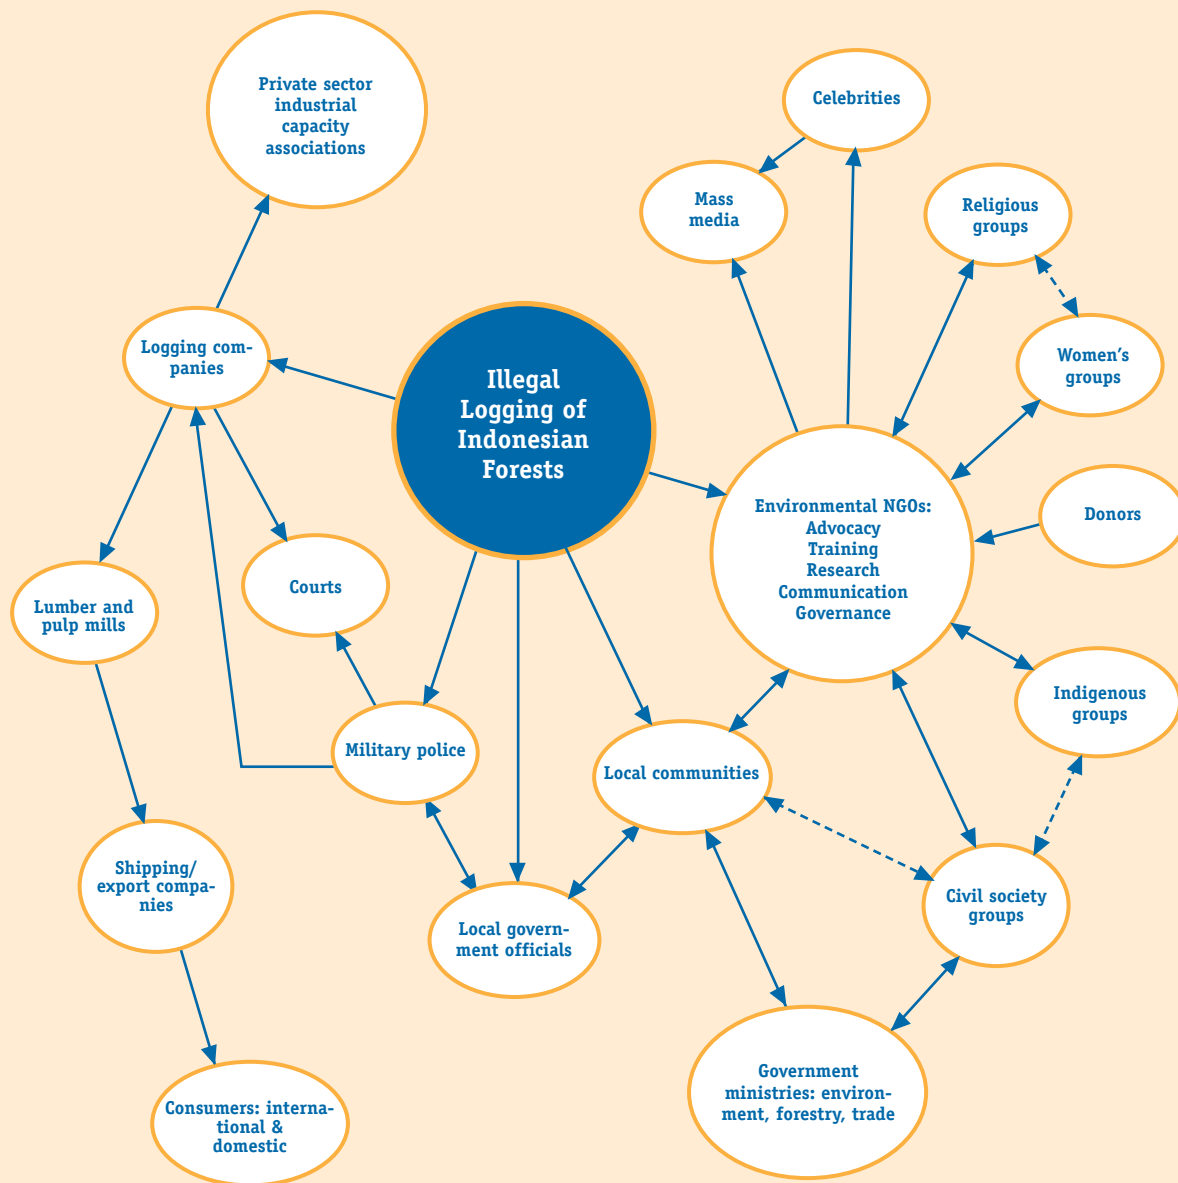 Private sector
industrial
capacity
associations
Celebrities
Mass
media
Religious
groups
Logging com-
panies
Women's
groups
Illegal
Logging of
Indonesian
Forests
Environmental NGOs:
Advocacy
Training
Research
Communication
Governance
Donors
Courts
Lumber and
pulp mills
Indigenous
groups
Military police
Local communities
Shipping/
export compa-
nies
Civil society
groups
Local govern-
ment officials
Government
ministries: environ-
ment, forestry, trade
Consumers: interna-
tional &
domestic